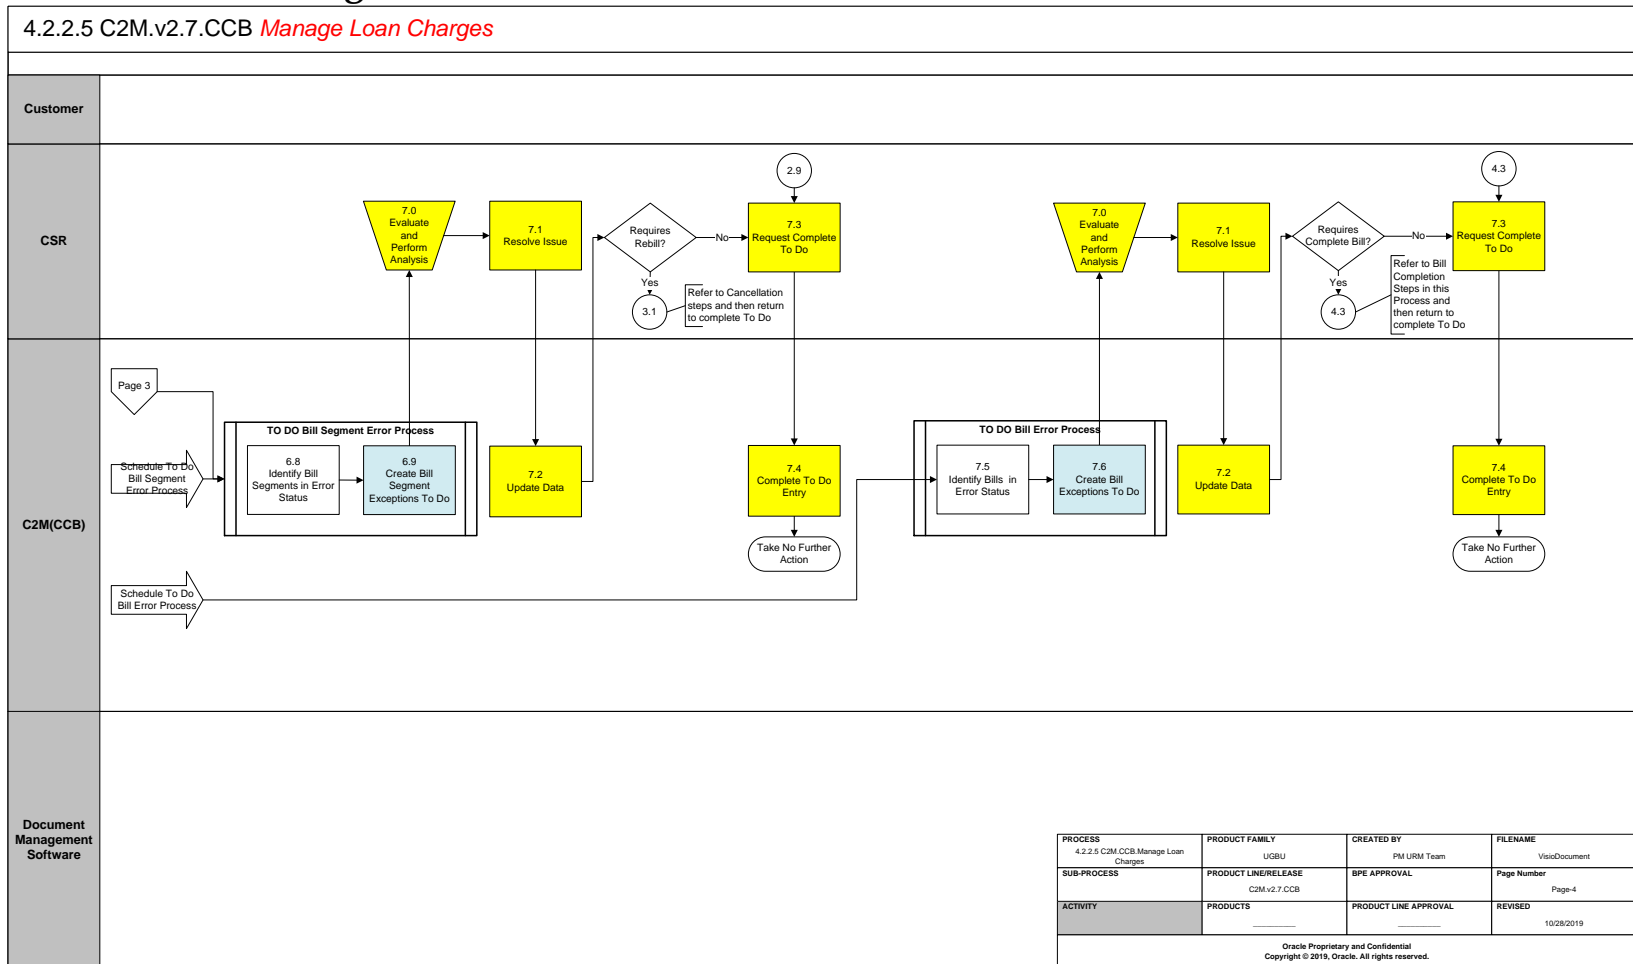 4.2.2.5 C2M.v2.7.CCB Manage Loan Charges
Customer
CSR
7.0
Evaluate
and
Perform
Analysis
7.1
Resolve Issue
Requires
Rebill?
No
Yes
3.1
Refer to Cancellation
steps and then return
to complete To Do
2.9
7.3
Request Complete
To Do
7.0
Evaluate
and
Perform
Analysis
7.1
Resolve Issue
Requires
Complete Bill?
No
Yes
4.3
Refer to Bill
Completion
Steps in this
Process and
then return to
complete To Do
4.3
7.3
Request Complete
To Do
C2M(CCB)
Page 3
Schedule To Do
Bill Segment
Error Process
TO DO Bill Segment Error Process
6.8
Identify Bill
Segments in Error
Status
6.9
Create Bill
Segment
Exceptions To Do
7.2
Update Data
7.4
Complete To Do
Entry
Take No Further
Action
Schedule To Do
Bill Error Process
TO DO Bill Error Process
7.5
Identify Bills in
Error Status
7.6
Create Bill
Exceptions To Do
7.2
Update Data
7.4
Complete To Do
Entry
Take No Further
Action
Document
Management
Software
PROCESS
4.2.2.5 C2M.CCB.Manage Loan
Charges
PRODUCT FAMILY
UGBU
CREATED BY
PM URM Team
FILENAME
VisioDocument
SUB-PROCESS
PRODUCT LINE/RELEASE
C2M.v2.7.CCB
BPE APPROVAL
Page Number
Page-4
ACTIVITY
PRODUCTS
PRODUCT LINE APPROVAL
REVISED
10/28/2019
Oracle Proprietary and Confidential
Copyright © 2019, Oracle. All rights reserved.